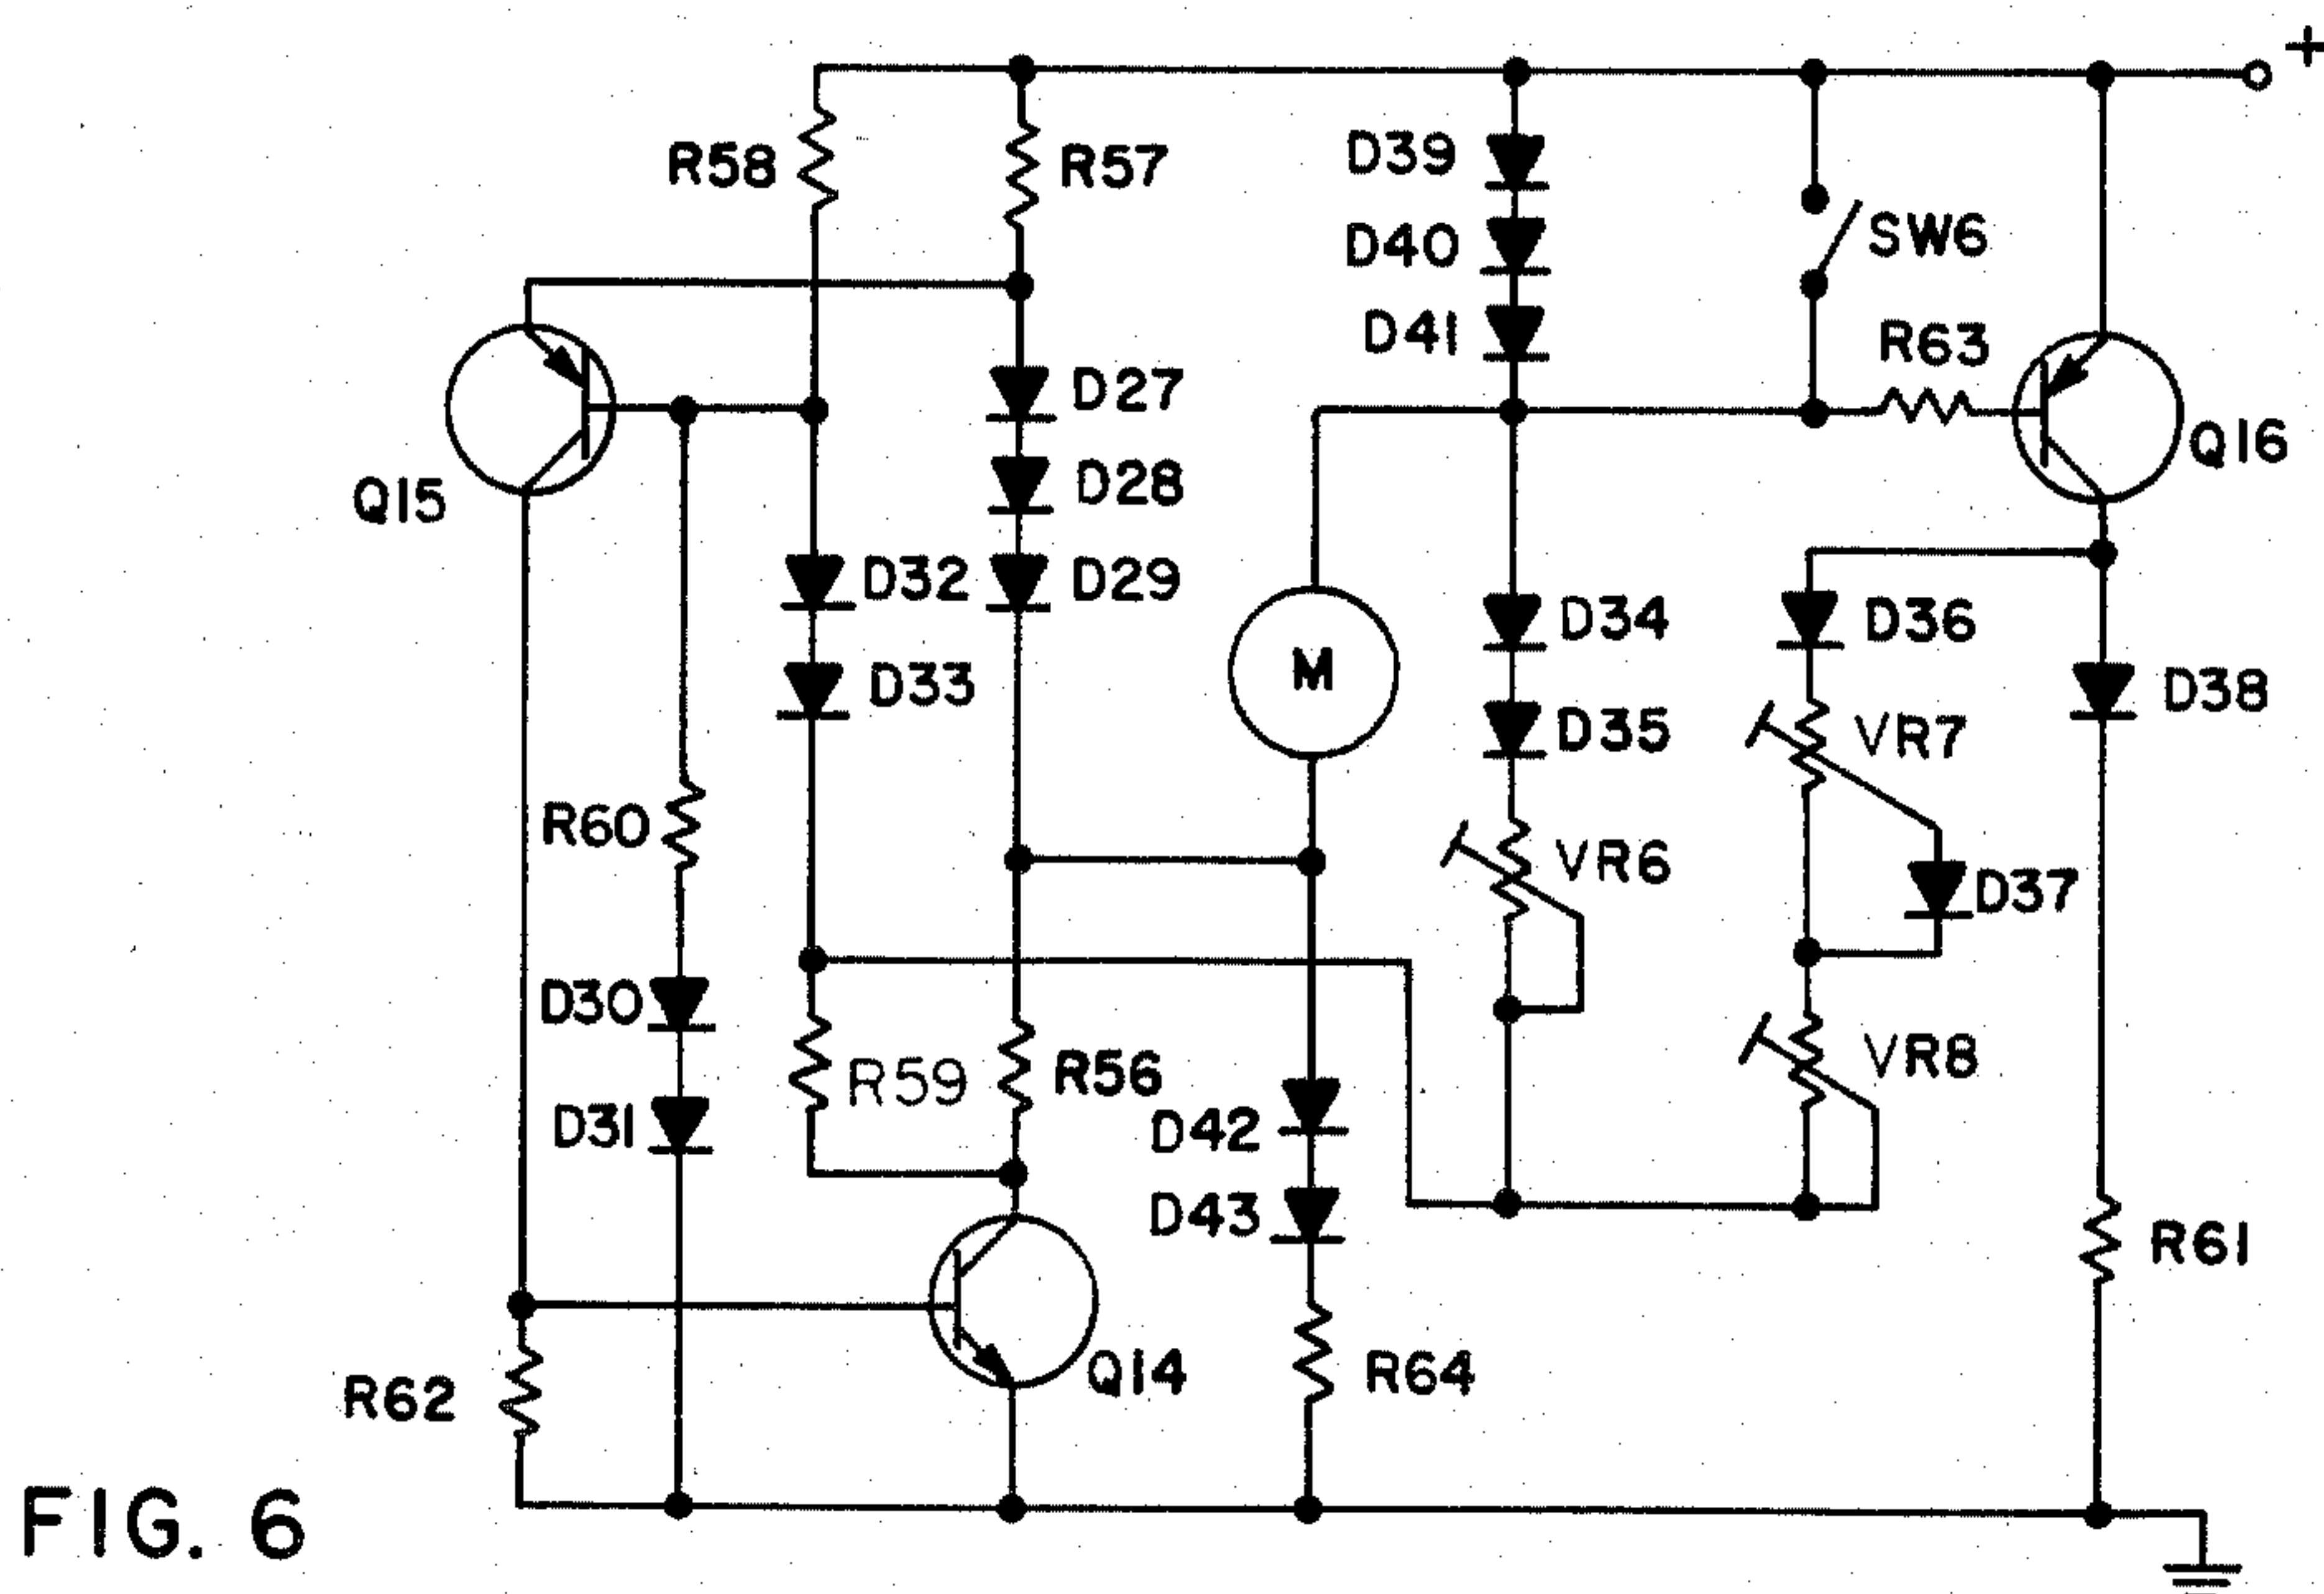 +
R58
R57
D39
D40
SW6
D41
R63
D27
Q15
D28
Q16
D32
D29
D34
D36
M
D33
D35
VR7
D38
R60
VR6
D37
D30
R59
R56
VR8
D31
D42
D43
R61
Q14
R64
R62
FIG. 6